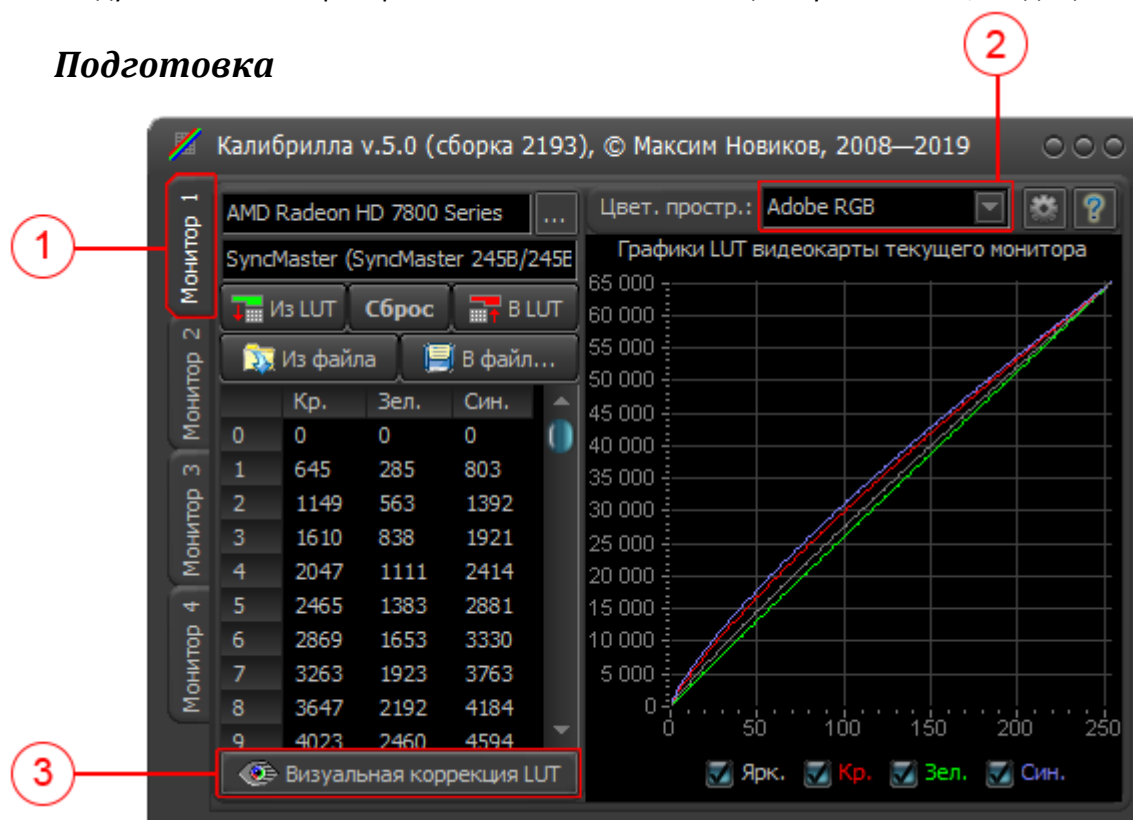 Подготовка
2
Калибрилла v.5.0 (сборка 2193), © Максим Новиков, 2008—2019
1
Монитор 1
Монитор 2
Монитор 3
Монитор 4
AMD Radeon HD 7800 Series ...
SyncMaster (SyncMaster 245B/245B
Из LUT Сброс В LUT
Из файла В файл...
Кр. Зел. Син.
0 0 0 0
1 645 285 803
2 1149 563 1392
3 1610 838 1921
4 2047 1111 2414
5 2465 1383 2881
6 2869 1653 3330
7 3263 1923 3763
8 3647 2192 4184
9 4023 2460 4594
3
Визуальная коррекция LUT
Цвет. простр.: Adobe RGB ?
Графики LUT видеокарты текущего монитора
65 000
60 000
55 000
50 000
45 000
40 000
35 000
30 000
25 000
20 000
15 000
10 000
5 000
0
0 50 100 150 200 250
Ярк. Кр. Зел. Син.